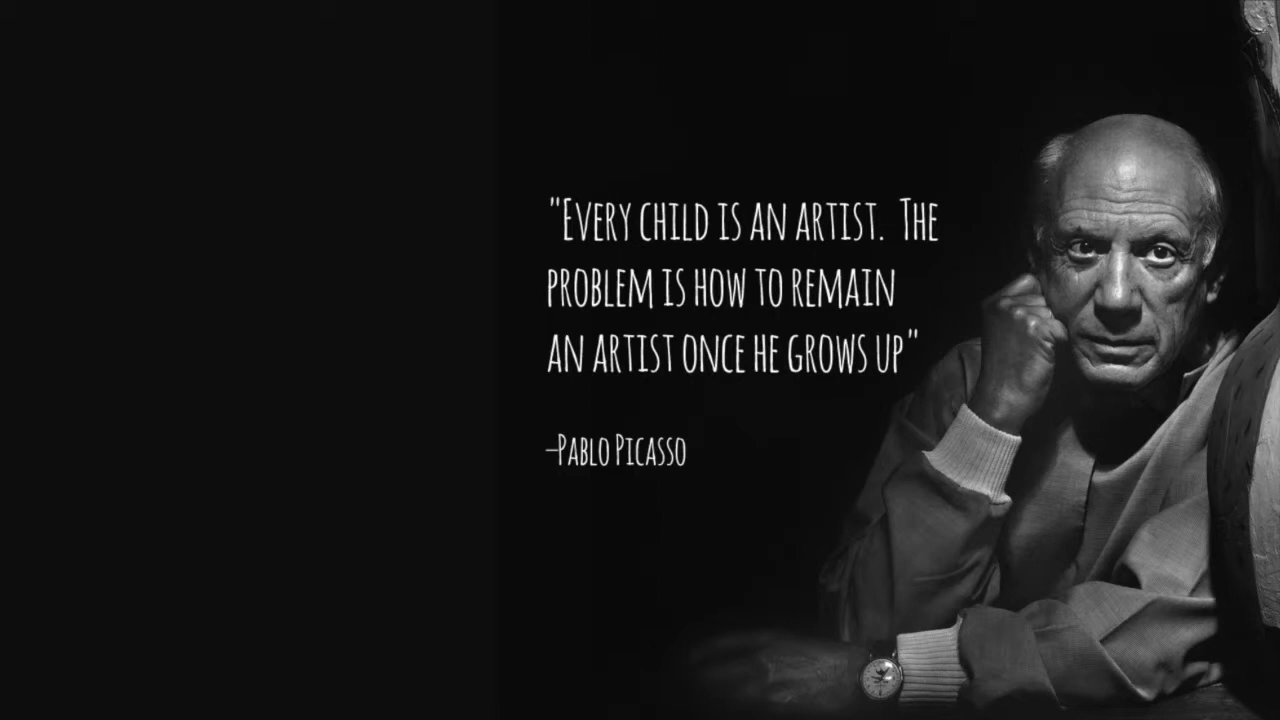 "Every child is an artist. The
problem is how to remain
an artist once he grows up"
–Pablo Picasso